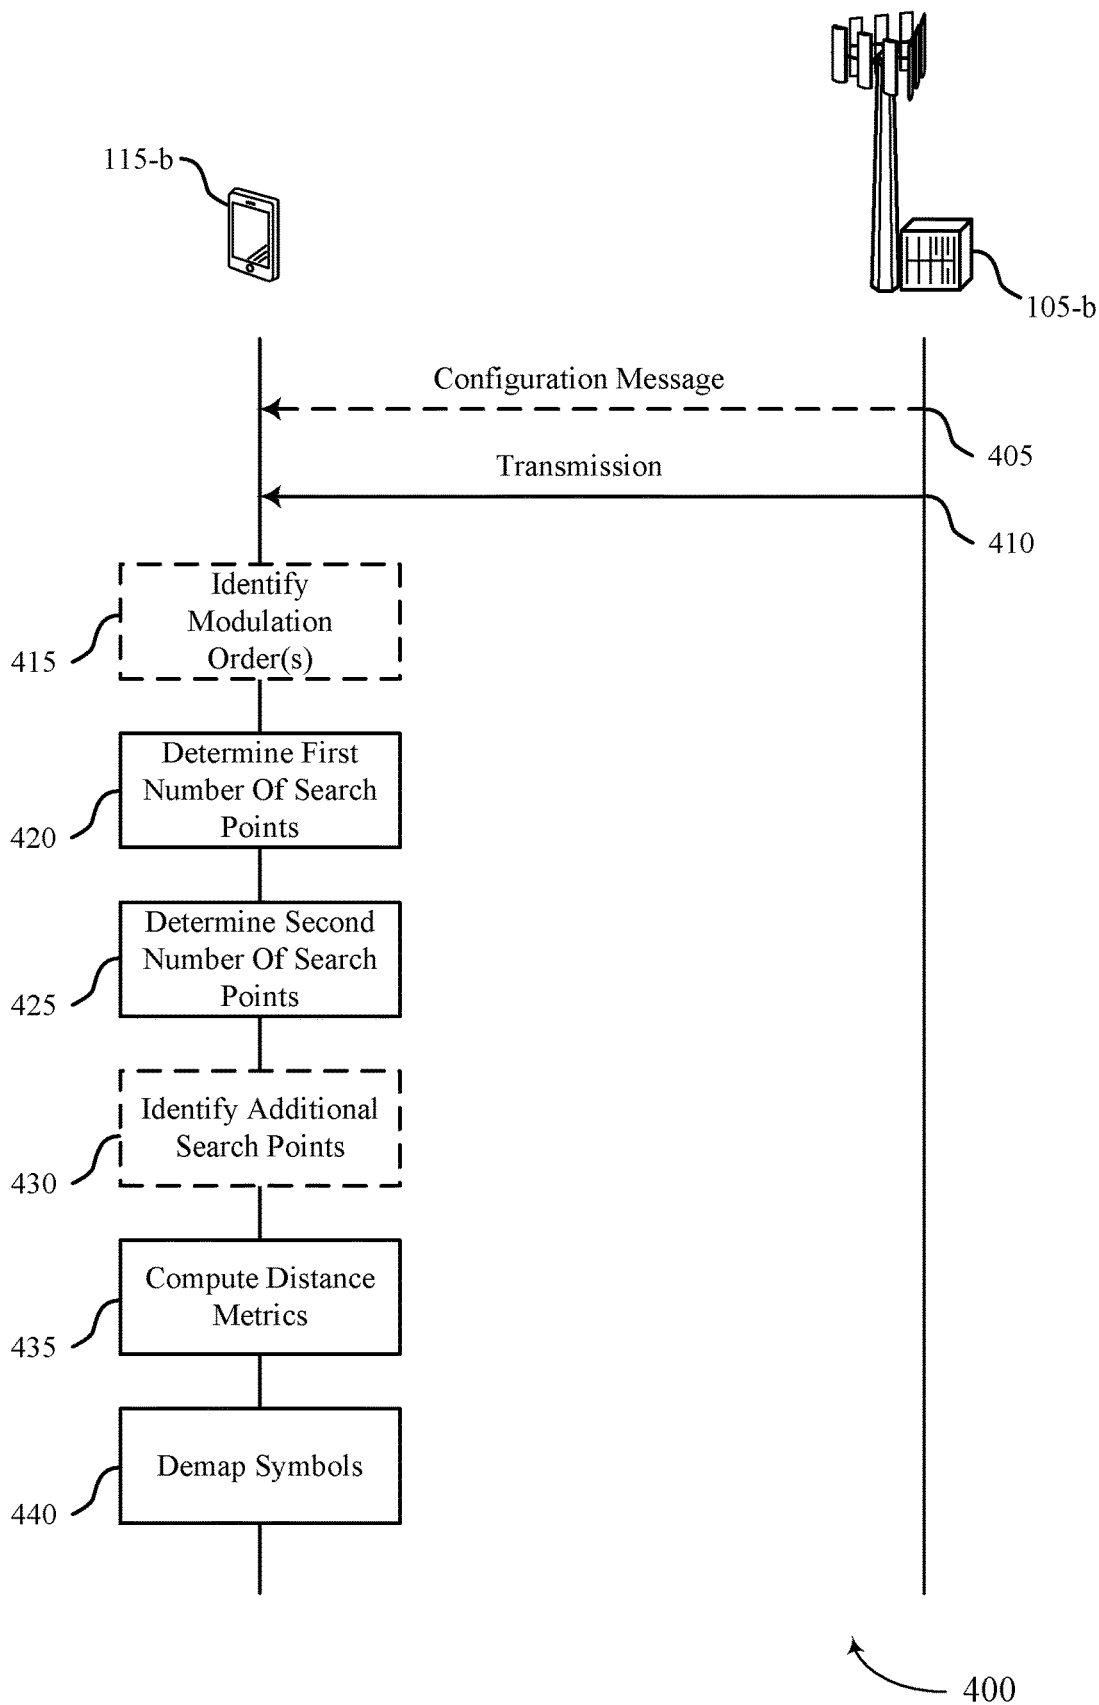 115-b
105-b
Configuration Message
405
Transmission
410
Identify
Modulation
Order(s)
415
Determine First
Number Of Search
Points
420
Determine Second
Number Of Search
Points
425
Identify Additional
Search Points
430
Compute Distance
Metrics
435
Demap Symbols
440
400